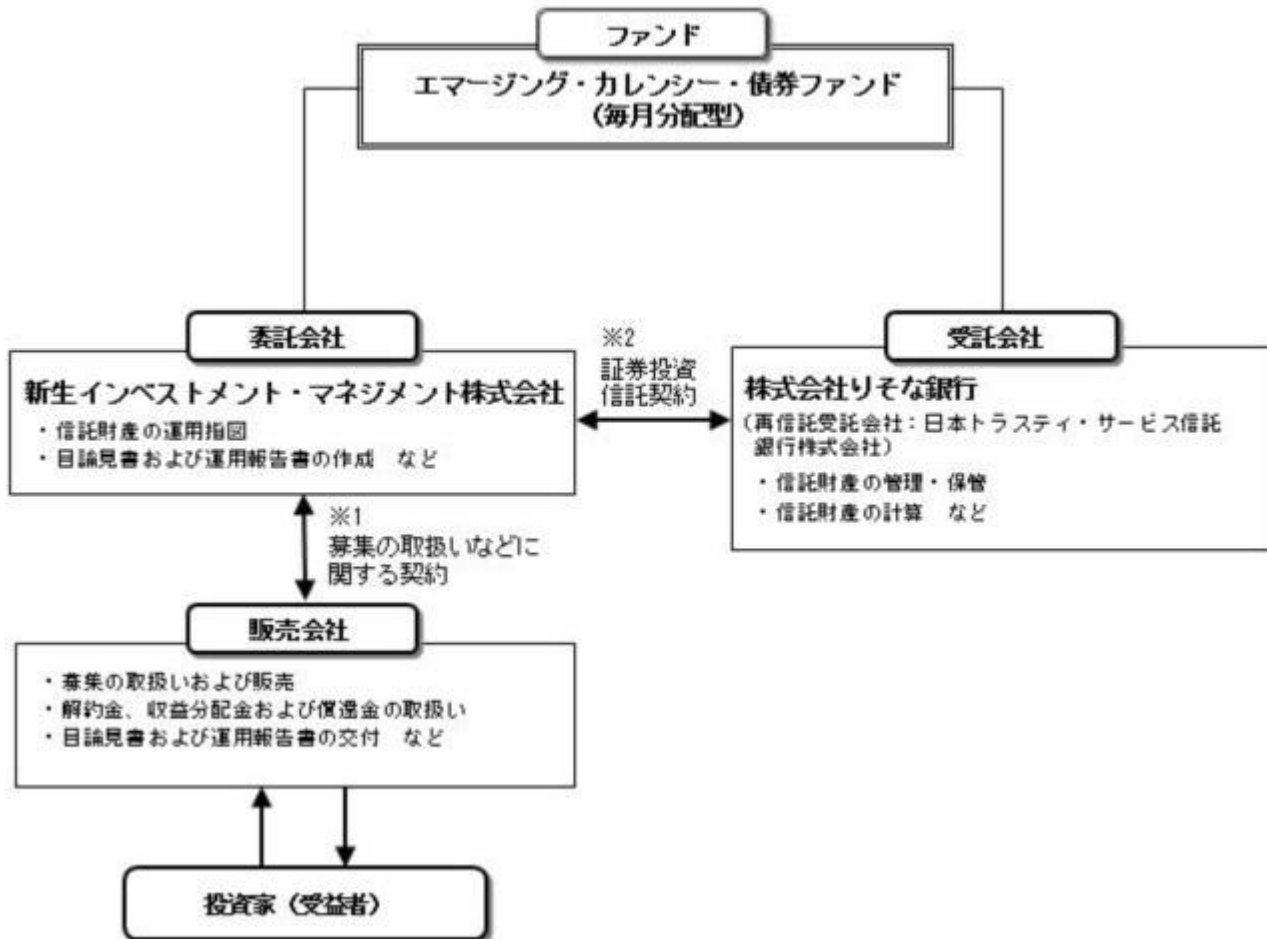 ファンド
エマージング・カレンシー・債券ファンド
(毎月分配型)
委託会社
新生インベストメント・マネジメント株式会社
・信託財産の運用指図
・目論見書および運用報告書の作成　など
※2
証券投資
信託契約
受託会社
株式会社りそな銀行
(再信託受託会社：日本トラスティ・サービス信託
銀行株式会社)
・信託財産の管理・保管
・信託財産の計算　など
※1
募集の取扱いなどに
関する契約
販売会社
・募集の取扱いおよび販売
・解約金、収益分配金および償還金の取扱い
・目論見書および運用報告書の交付　など
投資家（受益者）